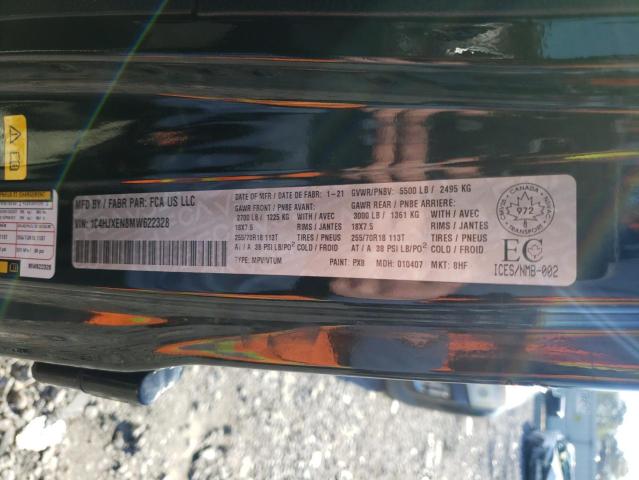 MFD BY / FABR PAR: FCA US LLC
VIN: 1C4HJXEN8MW622328
DATE OF MFR / DATE DE FABR: 1-21
GAWR FRONT / PNBE AVANT
2700 LB / 1225 KG WITH / AVEC
18X7.5 RIMS / JANTES
255/70R18 113T TIRES / PNEUS
AT / A 38 PSI LB/PO² COLD / FROID
TYPE: MPV/VTUM PAINT: PX8
GVWR/PNBV: 5500 LB / 2495 KG
GAWR REAR / PNBE ARRIERE
3000 LB / 1361 KG WITH / AVEC
18X7.5 RIMS / JANTES
255/70R18 113T TIRES / PNEUS
AT / A 38 PSI LB/PO² COLD / FROID
MDH: 010407 MKT: 8HF
CANADA
972
T
TRANSPORT
EC
ICES/NMB-002
MW622328